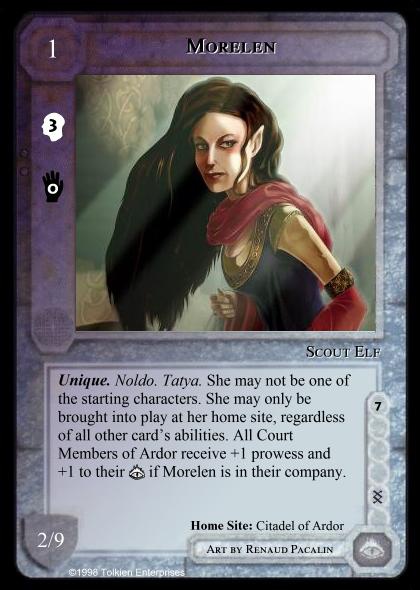 1
MORELEN
3
0
SCOUT ELF
Unique. Noldo. Tatya. She may not be one of
the starting characters. She may only be
brought into play at her home site, regardless
of all other card's abilities. All Court
Members of Ardor receive +1 prowess and
+1 to their if Morelen is in their company.
7
Home Site: Citadel of Ardor
2/9
ART BY RENAUD PACALIN
©1998 Tolkien Enterprises